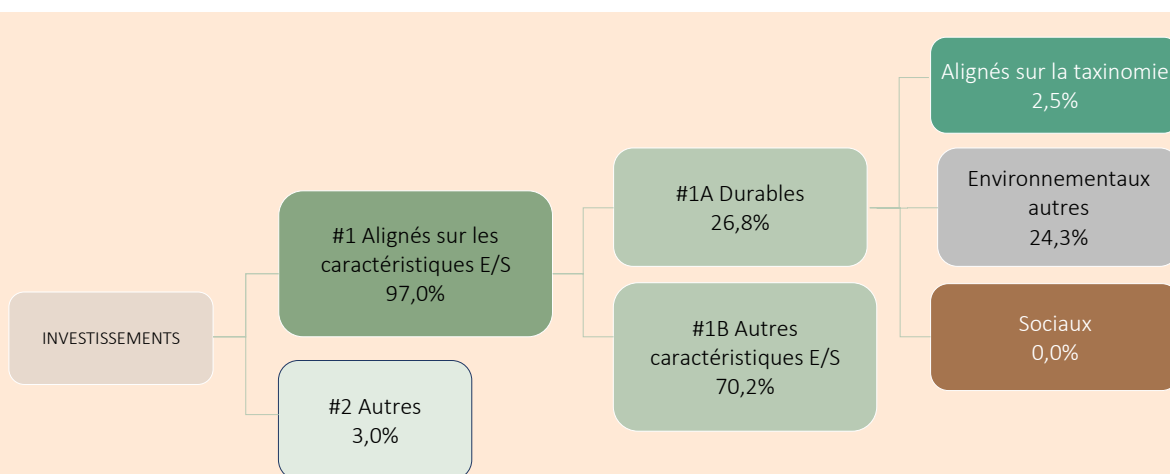 INVESTISSEMENTS
#1 Alignés sur les
caractéristiques E/S
97,0%
#2 Autres
3,0%
#1A Durables
26,8%
#1B Autres
caractéristiques E/S
70,2%
Alignés sur la taxinomie
2,5%
Environnementaux
autres
24,3%
Sociaux
0,0%